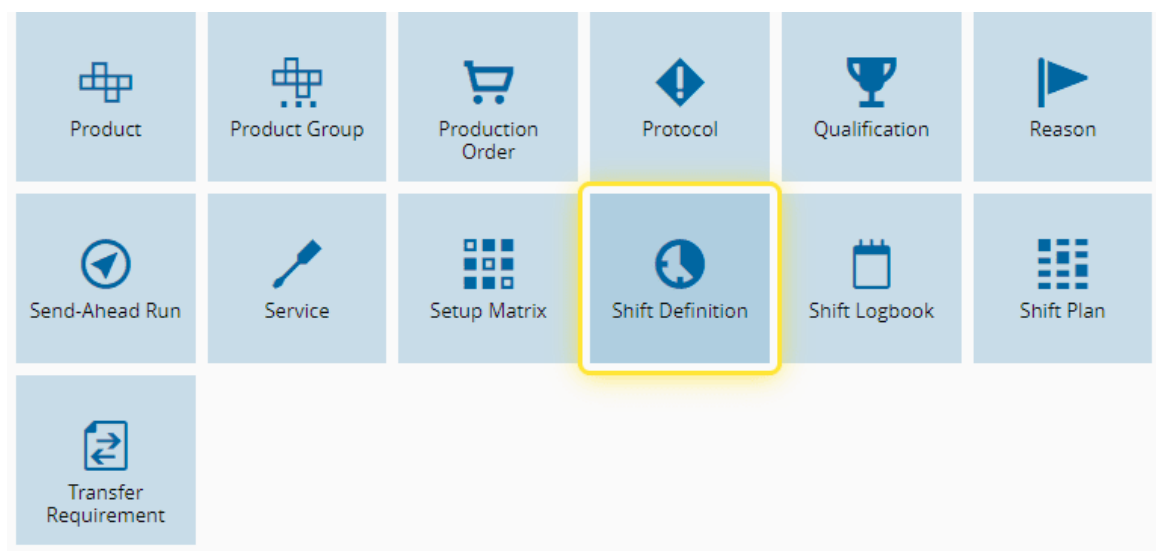 Product
Product Group
Production
Order
Protocol
Qualification
Reason
Send-Ahead Run
Service
Setup Matrix
Shift Definition
Shift Logbook
Shift Plan
Transfer
Requirement